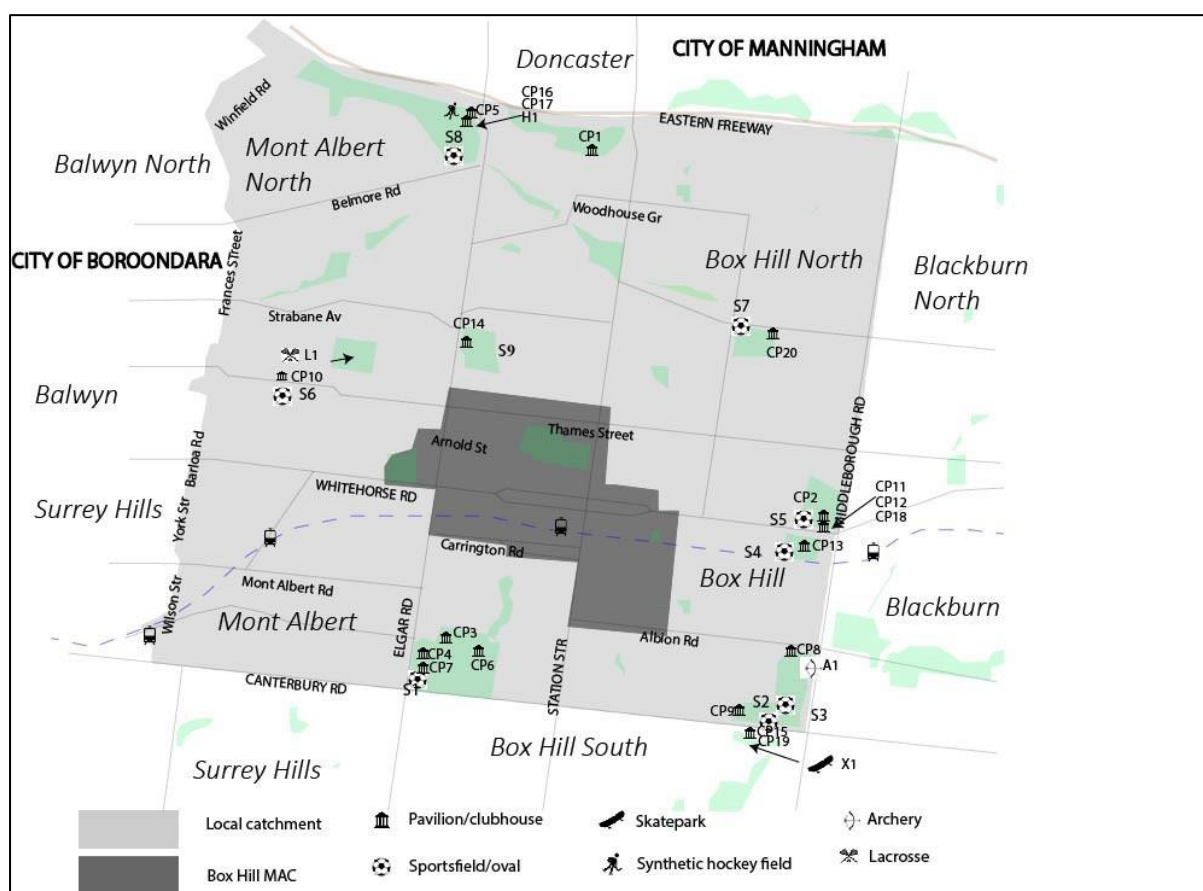 CITY OF MANNINGHAM
Doncaster
CP16
CP17
H1
CP5
Winfield Rd
EASTERN FREEWAY
CP1
S8
Mont Albert
North
Balwyn North
Belmore Rd
Woodhouse Gr
CITY OF BOROONDARA
Frances STreet
Box Hill North
Blackburn
North
S7
Strabane Av
CP14
S9
CP20
L1
CP10
S6
Balwyn
Thames Street
Arnold St
MIDDLEBOROUGH RD
Barloa Rd
WHITEHORSE RD
CP2
CP11
CP12
CP18
S5
Surrey Hills
York Str
S4
CP13
Carrington Rd
Box Hill
Mont Albert Rd
Blackburn
Wilson Str
Mont Albert
ELGAR RD
CP3
Albion Rd
CP4
CP6
CP8
A1
CP7
STATION STR
S1
CANTERBURY RD
CP9
S2
S3
CP15
CP19
Box Hill South
X1
Surrey Hills
Local catchment
Pavilion/clubhouse
Skatepark
Archery
Box Hill MAC
Sportsfield/oval
Synthetic hockey field
Lacrosse